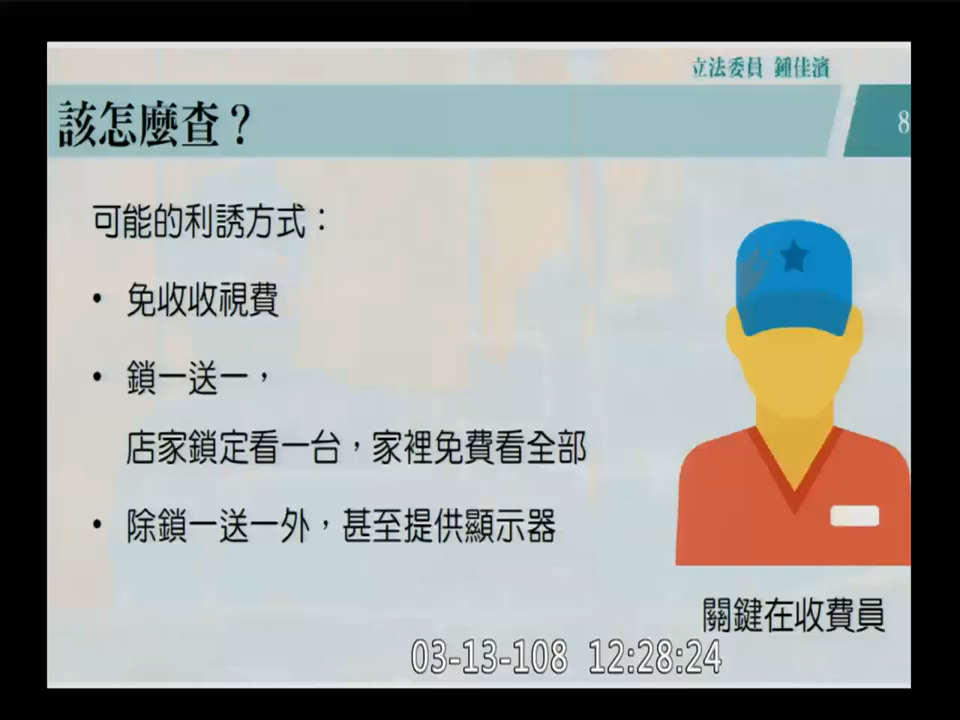 立法委員 鍾佳濱
該怎麼查？
8
可能的利誘方式：
• 免收收視費
• 鎖一送一，
店家鎖定看一台，家裡免費看全部
• 除鎖一送一外，甚至提供顯示器
關鍵在收費員
03-13-108 12:28:24